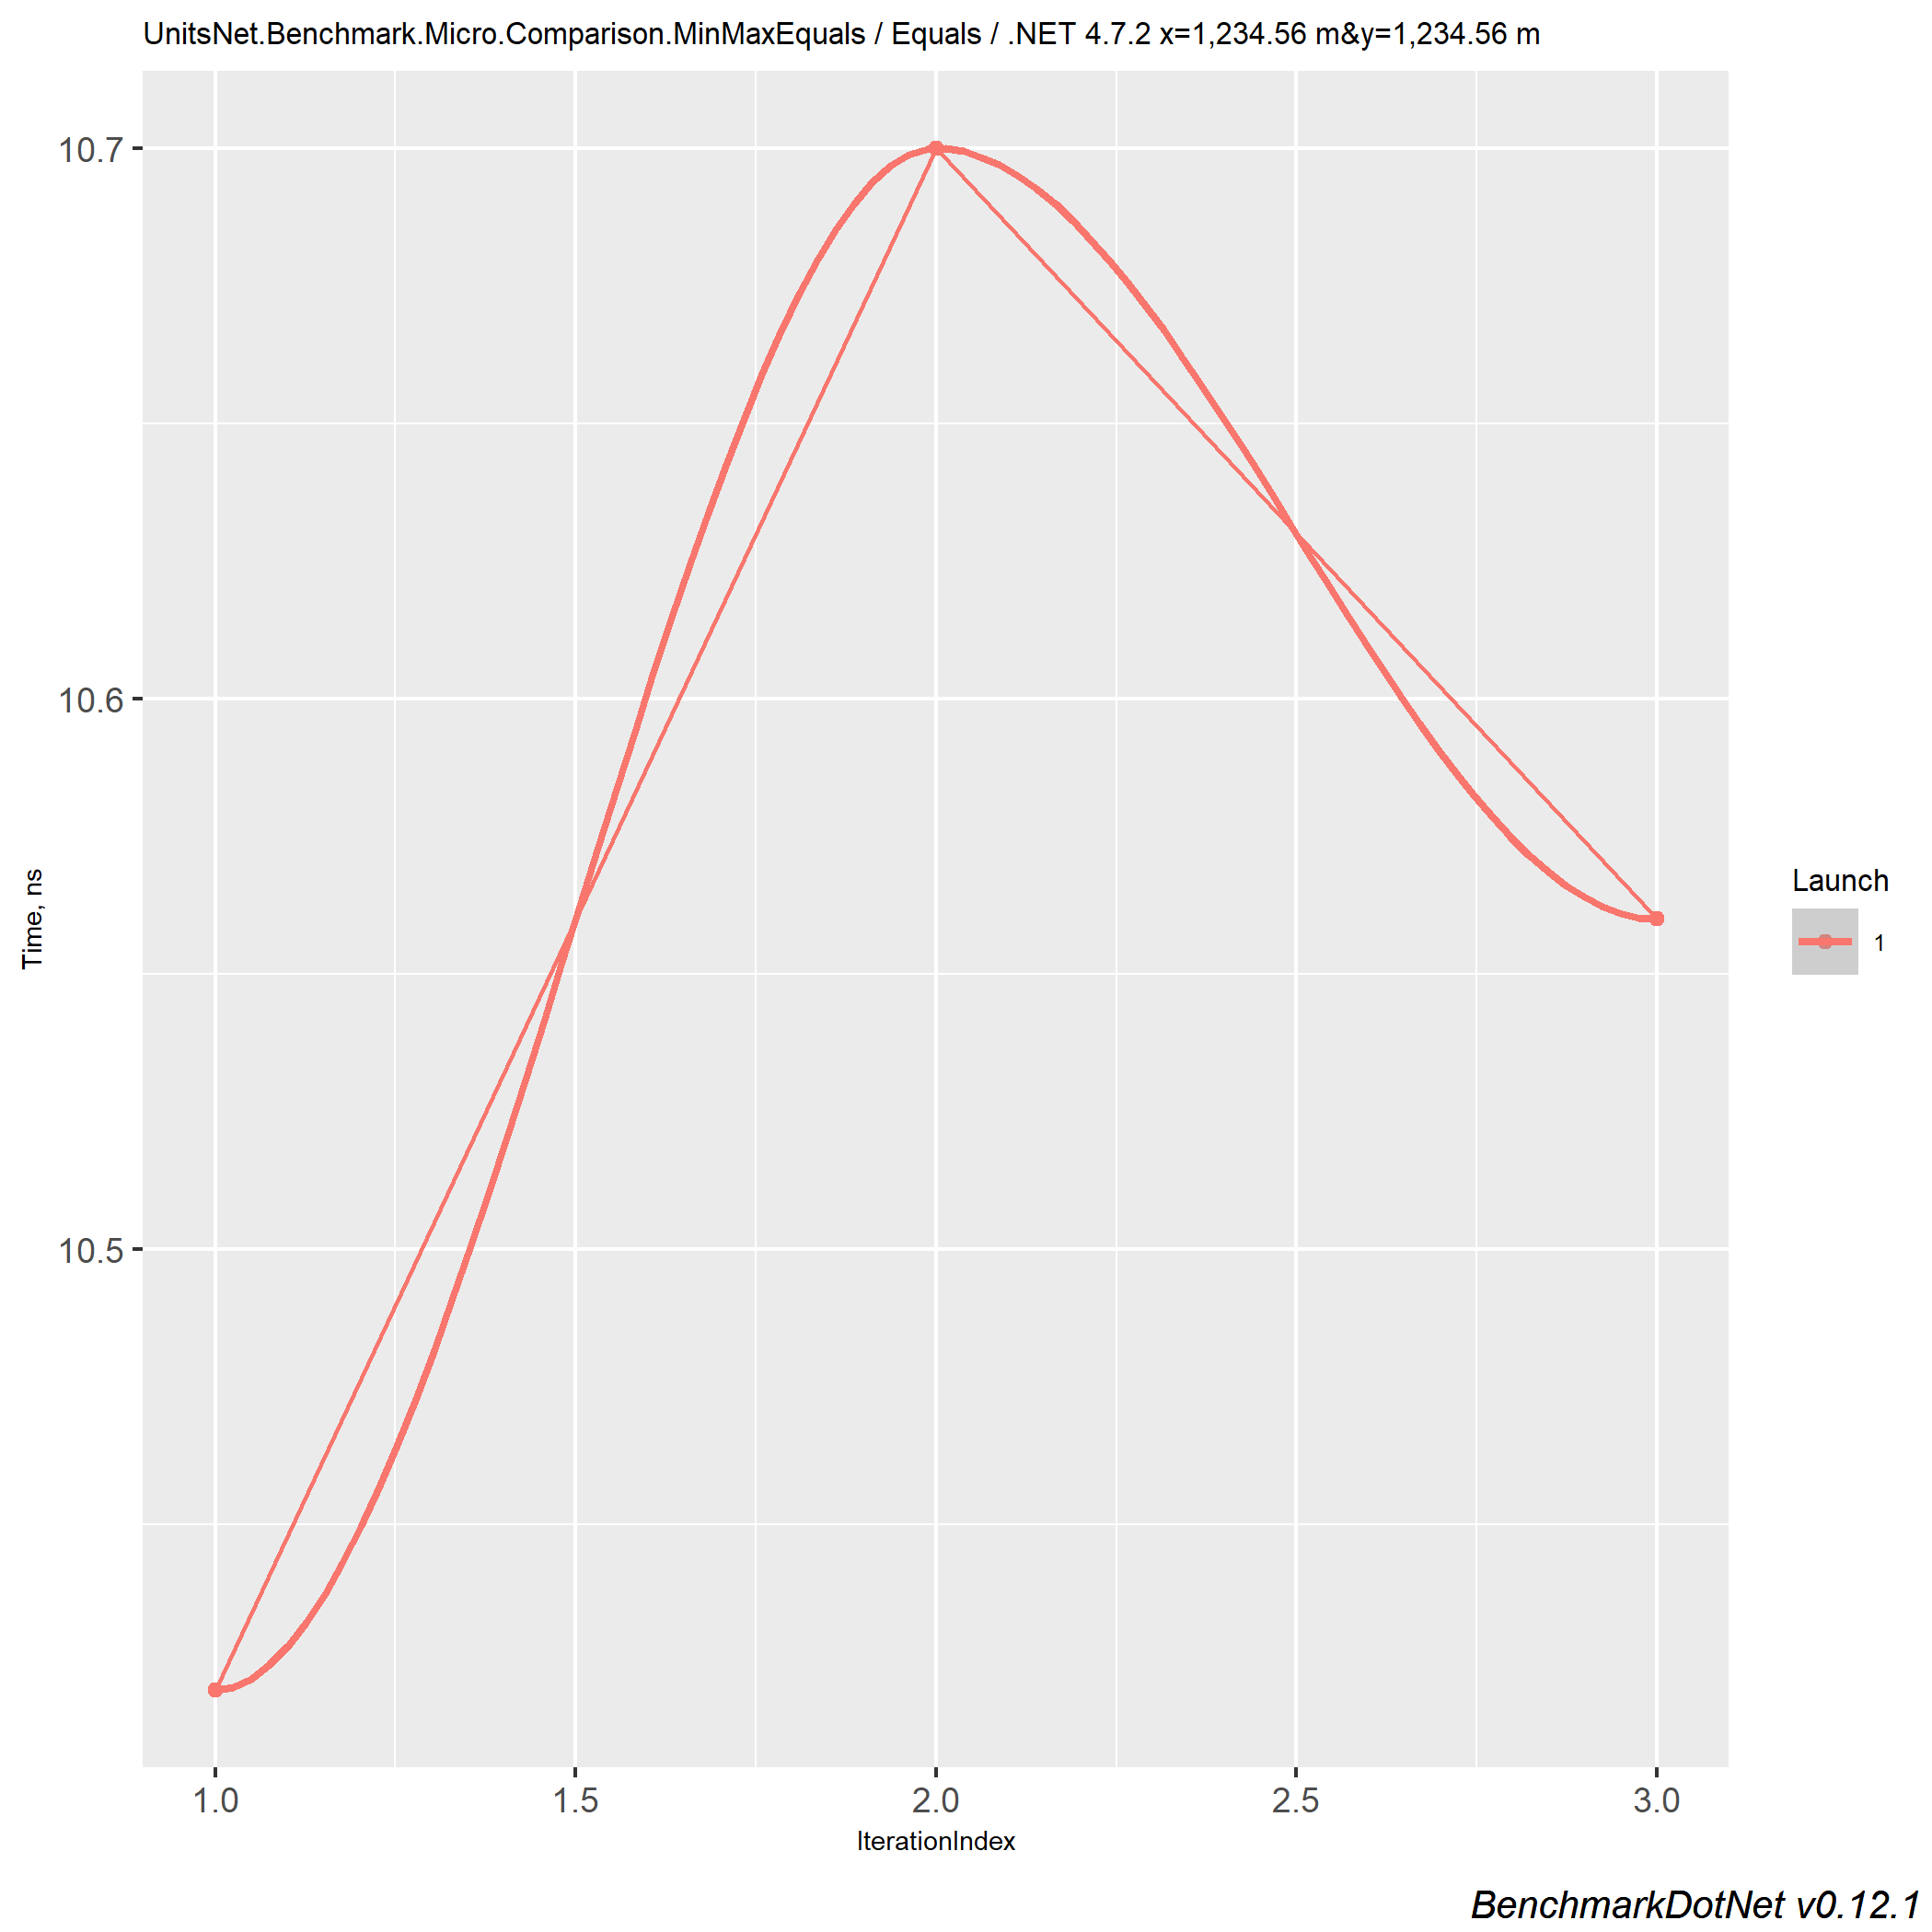 UnitsNet.Benchmark.Micro.Comparison.MinMaxEquals / Equals / .NET 4.7.2 x=1,234.56 m&y=1,234.56 m
10.7
10.6
10.5
Time, ns
1.0 1.5 2.0 2.5 3.0
IterationIndex
Launch
1
BenchmarkDotNet v0.12.1